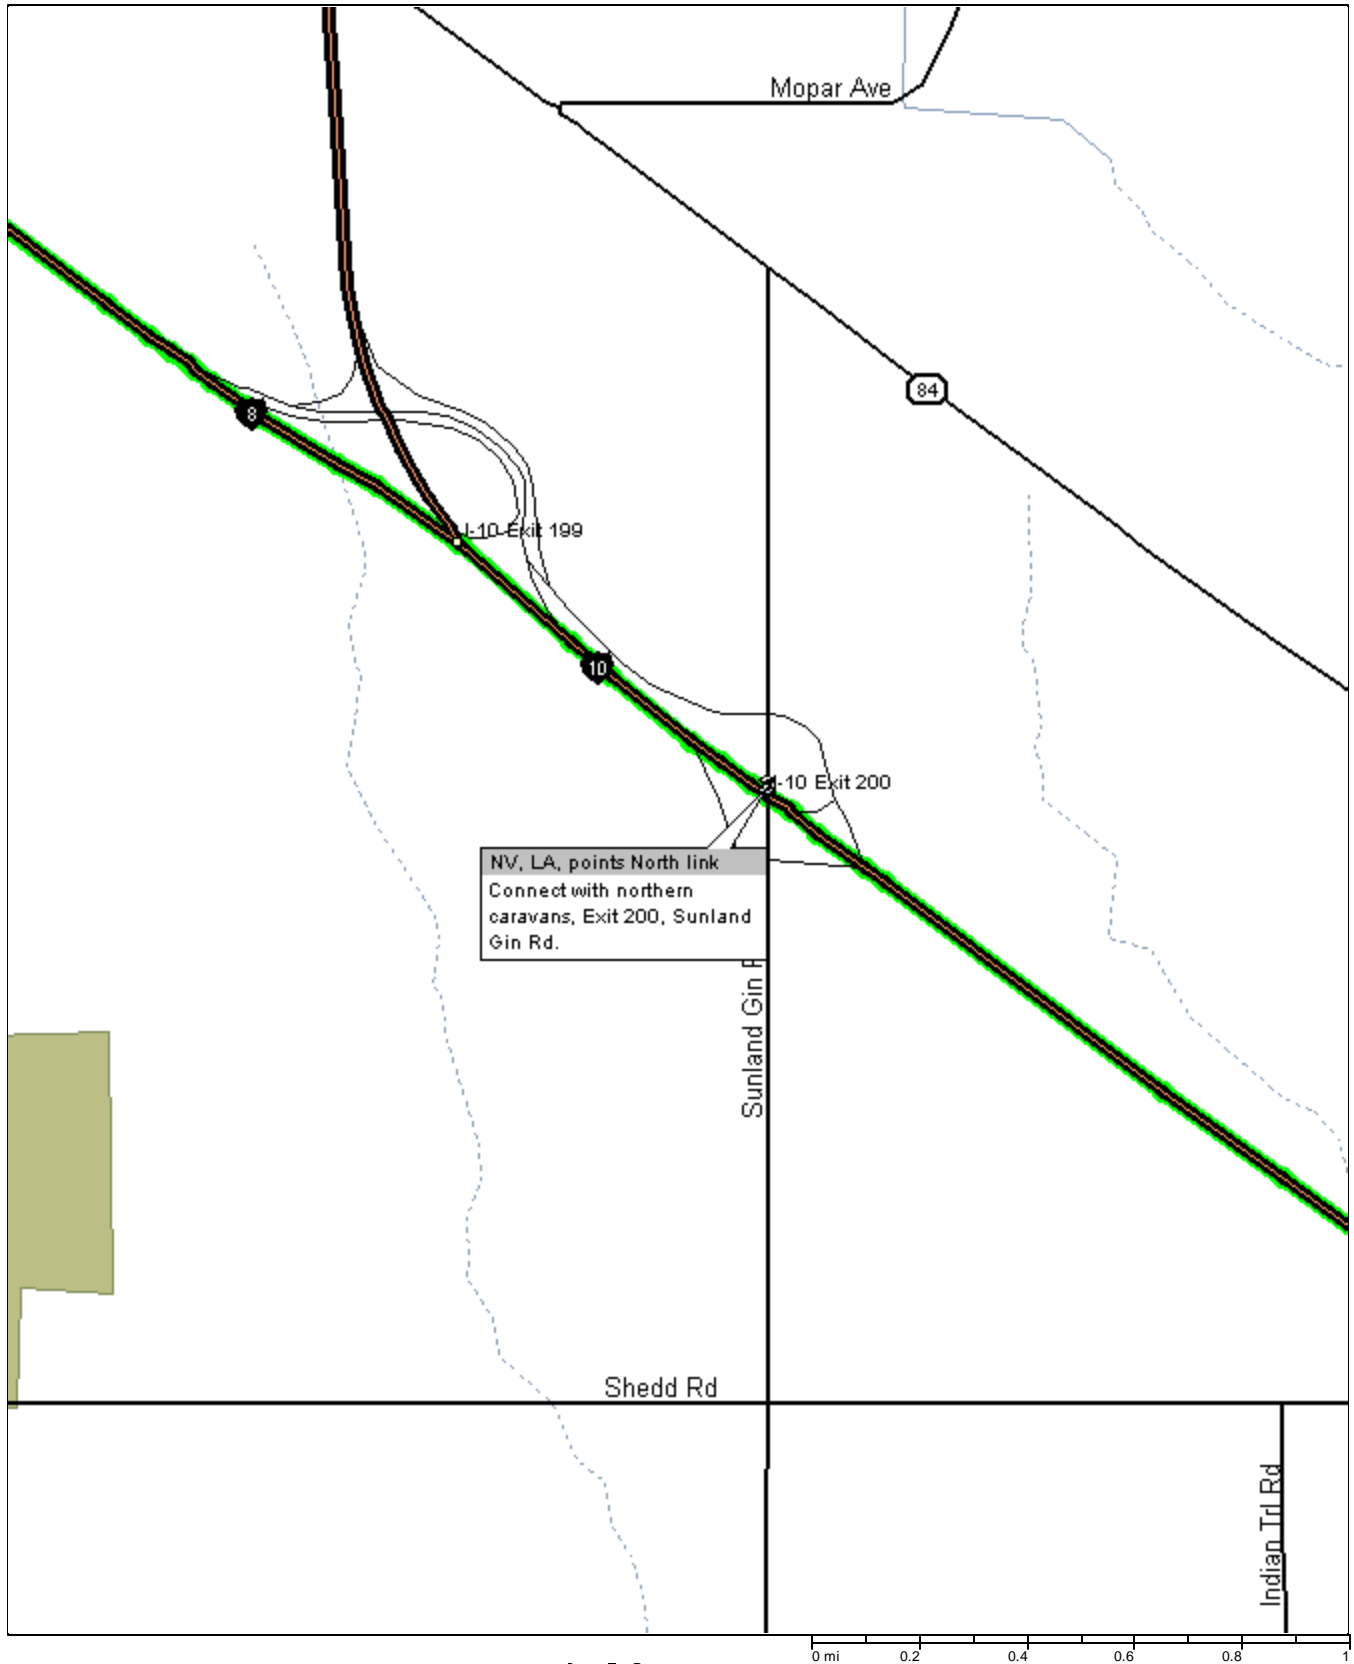 Mopar Ave
84
8
I-10 Exit 199
10
-10 Exit 200
NV, LA, points North link
Connect with northern
caravans, Exit 200, Sunland
Gin Rd.
Sunland Gin
Shedd Rd
Indian Trl Rd
0 mi 0.2 0.4 0.6 0.8 1